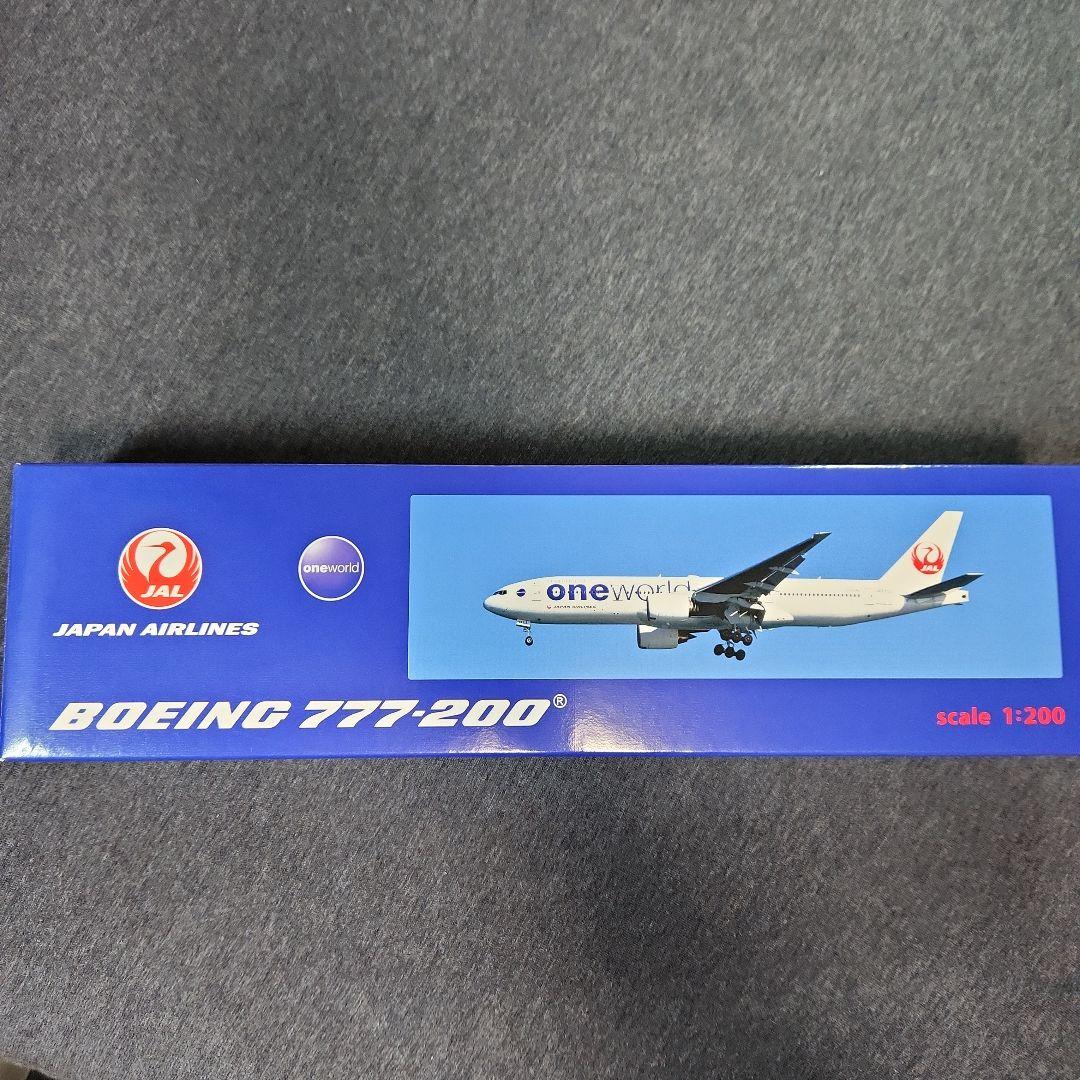 JAL
JAPAN AIRLINES
oneworld
oneworld
JAPAN AIRLINES
JAL
BOEING 777-200®
scale 1:200